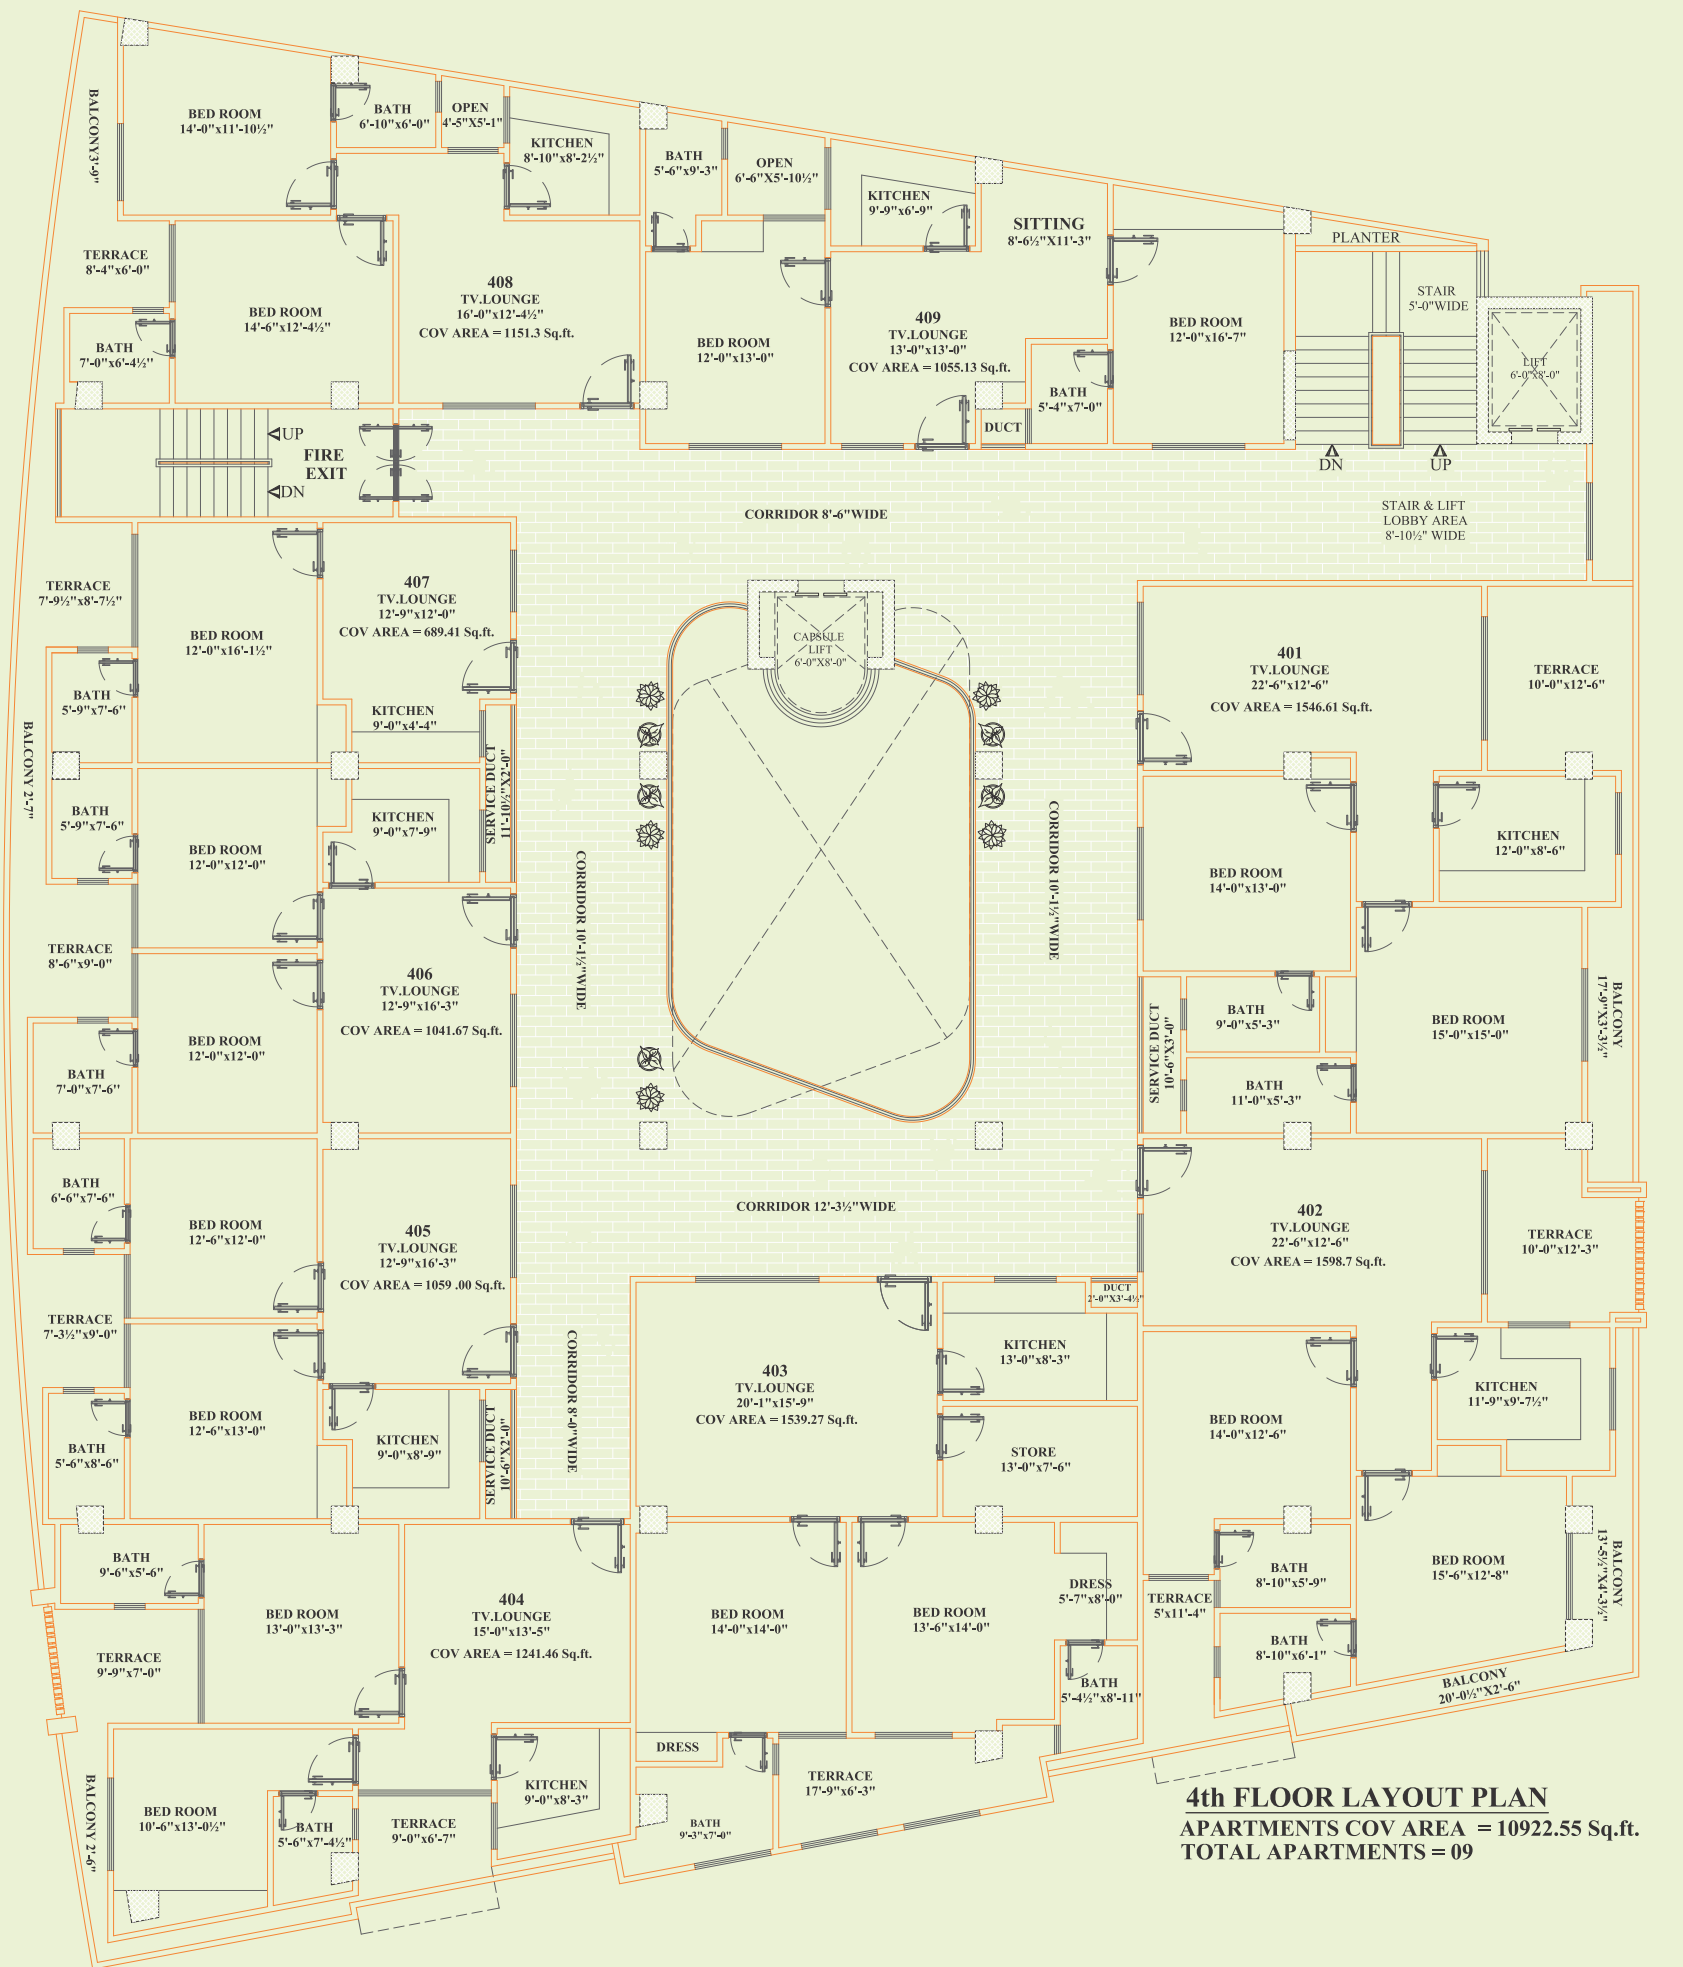 BALCONY3'-9"
BED ROOM
14'-0"x11'-10½"
BATH
6'-10"x6'-0"
OPEN
4'-5"X5'-1"
KITCHEN
8'-10"x8'-2½"
BATH
5'-6"x9'-3"
OPEN
6'-6"X5'-10½"
KITCHEN
9'-9"x6'-9"
SITTING
8'-6½"X11'-3"
PLANTER
STAIR
5'-0"WIDE
TERRACE
8'-4"x6'-0"
BED ROOM
14'-6"x12'-4½"
408
TV.LOUNGE
16'-0"x12'-4½"
COV AREA = 1151.3 Sq.ft.
BATH
7'-0"x6'-4½"
BED ROOM
12'-0"x13'-0"
409
TV.LOUNGE
13'-0"x13'-0"
COV AREA = 1055.13 Sq.ft.
BED ROOM
12'-0"x16'-7"
LIFT
6'-0"x8'-0"
BATH
5'-4"x7'-0"
DUCT
UP
FIRE
EXIT
DN
DN
UP
CORRIDOR 8'-6"WIDE
STAIR & LIFT
LOBBY AREA
8'-10½" WIDE
TERRACE
7'-9½"x8'-7½"
407
TV.LOUNGE
12'-9"x12'-0"
COV AREA = 689.41 Sq.ft.
BED ROOM
12'-0"x16'-1½"
CAPSULE
LIFT
6'-0"X8'-0"
401
TV.LOUNGE
22'-6"x12'-6"
COV AREA = 1546.61 Sq.ft.
TERRACE
10'-0"x12'-6"
BATH
5'-9"x7'-6"
KITCHEN
9'-0"x4'-4"
BALCONY 2'-7"
SERVICE DUCT
11'-10½"X2'-0"
BATH
5'-9"x7'-6"
BED ROOM
12'-0"x12'-0"
KITCHEN
9'-0"x7'-9"
CORRIDOR 10'-1½"WIDE
CORRIDOR 10'-1½"WIDE
KITCHEN
12'-0"x8'-6"
BED ROOM
14'-0"x13'-0"
TERRACE
8'-6"x9'-0"
406
TV.LOUNGE
12'-9"x16'-3"
COV AREA = 1041.67 Sq.ft.
BED ROOM
12'-0"x12'-0"
BATH
7'-0"x7'-6"
BATH
9'-0"x5'-3"
BED ROOM
15'-0"x15'-0"
BALCONY
17'-9"X3'-3½"
SERVICE DUCT
10'-6"X3'-0"
BATH
11'-0"x5'-3"
BATH
6'-6"x7'-6"
BED ROOM
12'-6"x12'-0"
405
TV.LOUNGE
12'-9"x16'-3"
COV AREA = 1059 .00 Sq.ft.
CORRIDOR 12'-3½"WIDE
402
TV.LOUNGE
22'-6"x12'-6"
COV AREA = 1598.7 Sq.ft.
TERRACE
10'-0"x12'-3"
DUCT
2'-0"X3'-4½"
TERRACE
7'-3½"x9'-0"
403
TV.LOUNGE
20'-1"x15'-9"
COV AREA = 1539.27 Sq.ft.
KITCHEN
13'-0"x8'-3"
CORRIDOR 8'-0"WIDE
BED ROOM
12'-6"x13'-0"
BATH
5'-6"x8'-6"
KITCHEN
9'-0"x8'-9"
SERVICE DUCT
10'-6"X2'-0"
STORE
13'-0"x7'-6"
BED ROOM
14'-0"x12'-6"
KITCHEN
11'-9"x9'-7½"
BATH
9'-6"x5'-6"
BED ROOM
13'-0"x13'-3"
404
TV.LOUNGE
15'-0"x13'-5"
COV AREA = 1241.46 Sq.ft.
BED ROOM
14'-0"x14'-0"
BED ROOM
13'-6"x14'-0"
DRESS
5'-7"x8'-0"
TERRACE
5'x11'-4"
BATH
8'-10"x5'-9"
BED ROOM
15'-6"x12'-8"
BALCONY
13'-5½"X4'-3½"
TERRACE
9'-9"x7'-0"
BATH
5'-4½"x8'-11"
BATH
8'-10"x6'-1"
BALCONY
20'-0½"X2'-6"
DRESS
BALCONY 2'-6"
BED ROOM
10'-6"x13'-0½"
BATH
5'-6"x7'-4½"
TERRACE
9'-0"x6'-7"
KITCHEN
9'-0"x8'-3"
BATH
9'-3"x7'-0"
TERRACE
17'-9"x6'-3"
4th FLOOR LAYOUT PLAN
APARTMENTS COV AREA = 10922.55 Sq.ft.
TOTAL APARTMENTS = 09